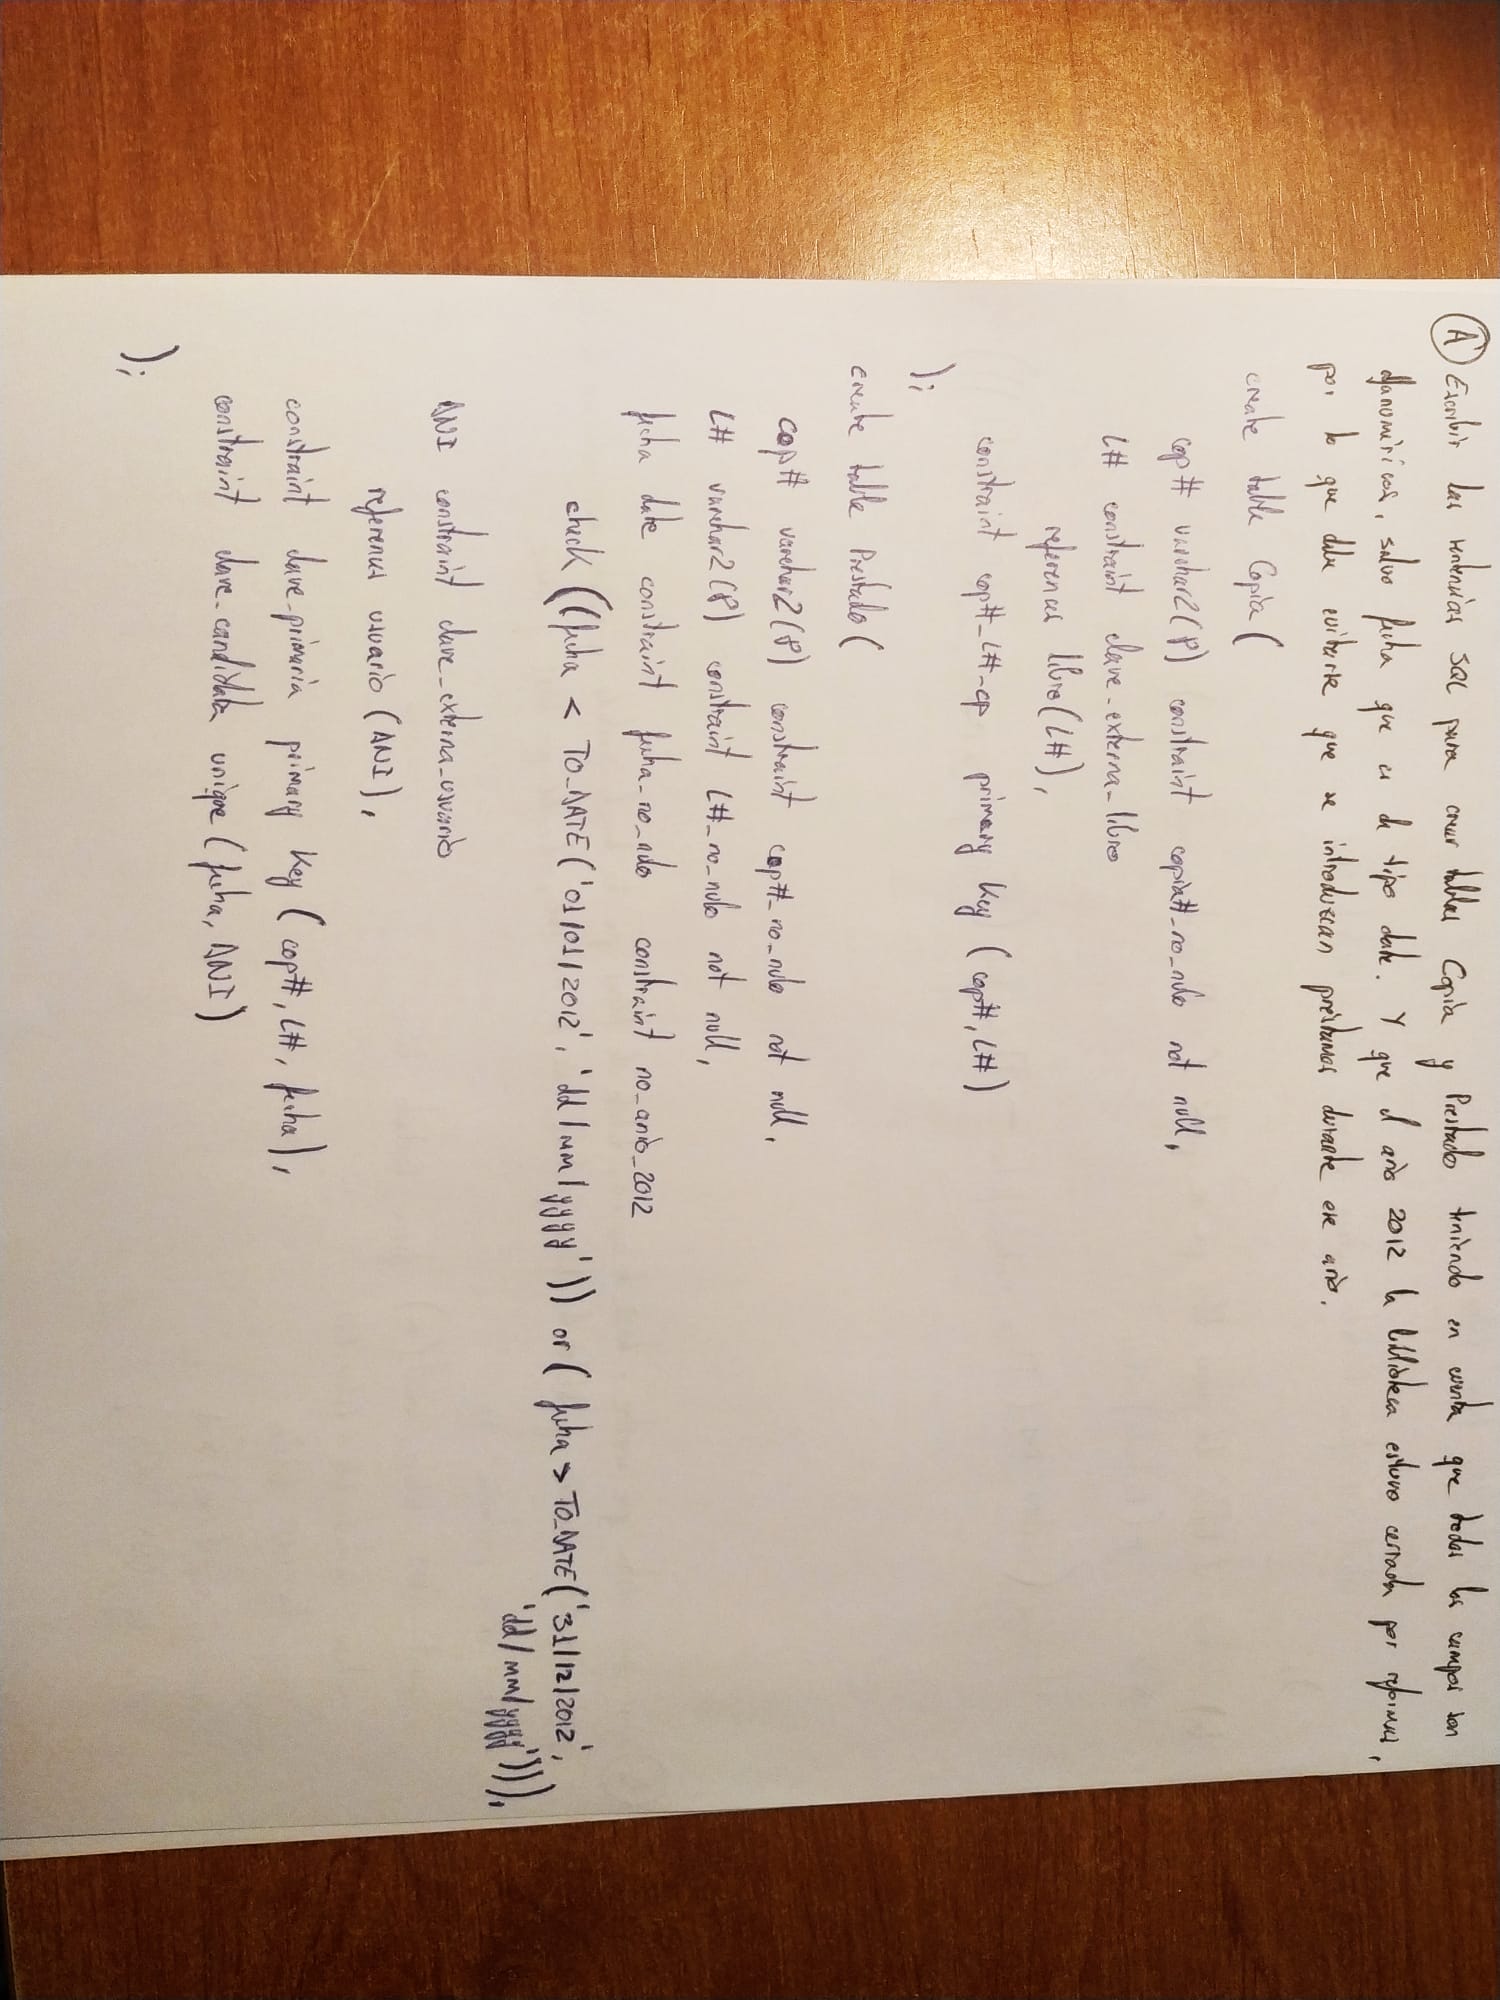 A Escribir las sentencias SQL para crear tablas Copia y Prestado teniendo en cuenta que todos los campos son
alfanuméricos, salvo fecha que es de tipo date. Y que el año 2012 la biblioteca estuvo cerrada por reformas,
por lo que debe evitarse que se introduzcan préstamos durante ese año.
create table Copia (
cop# varchar2(8) constraint copia#_no_nulo not null,
L# constraint clave_externa_libro
references libro(L#),
constraint cop#_L#_cp primary key (cop#, L#)
);
create table Prestado (
cop# varchar2(8) constraint cop#_no_nulo not null,
L# varchar2(8) constraint L#_no_nulo not null,
fecha date constraint fecha_no_nulo constraint no_año_2012
check ((fecha < TO_DATE('01/01/2012', 'dd/mm/yyyy')) or (fecha > TO_DATE('31/12/2012',
'dd/mm/yyyy'))),
DNI constraint clave_externa_usuario
references usuario (DNI),
constraint clave_primaria primary key (cop#, L#, fecha),
constraint clave_candidata unique (fecha, DNI)
);